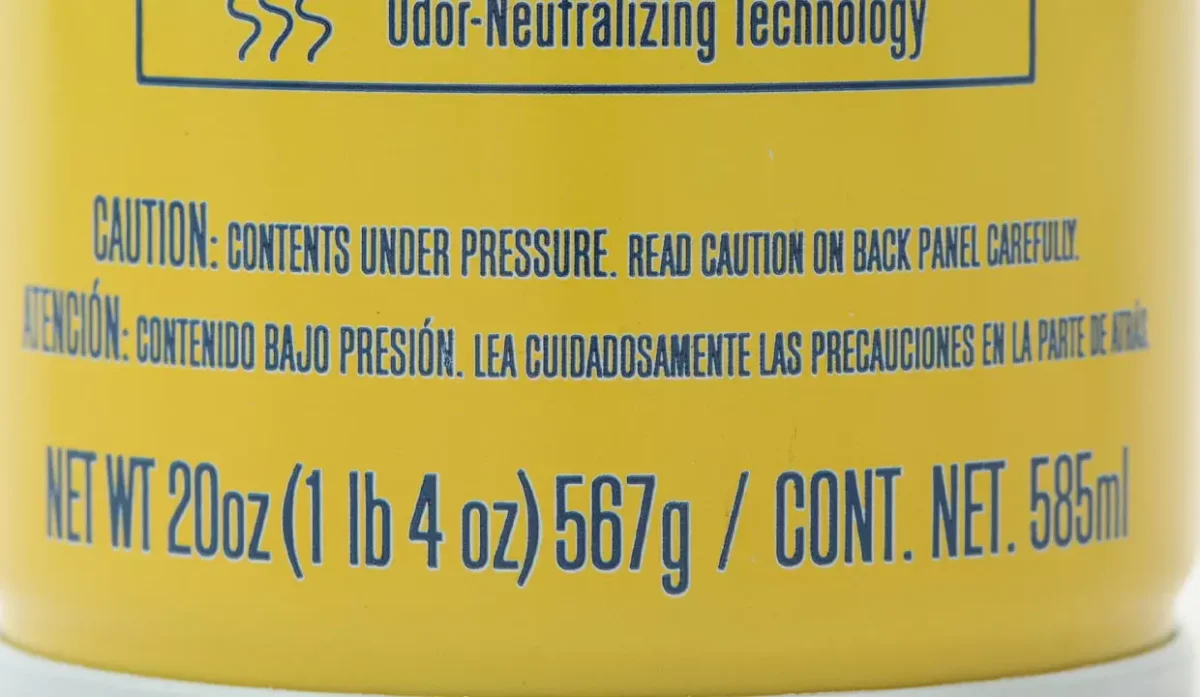 Odor-Neutralizing Technology
CAUTION: CONTENTS UNDER PRESSURE. READ CAUTION ON BACK PANEL CAREFULLY.
ATENCIÓN: CONTENIDO BAJO PRESIÓN. LEA CUIDADOSAMENTE LAS PRECAUCIONES EN LA PARTE DE ATRÁS.
NET WT 20oz (1 lb 4 oz) 567g / CONT. NET. 585ml